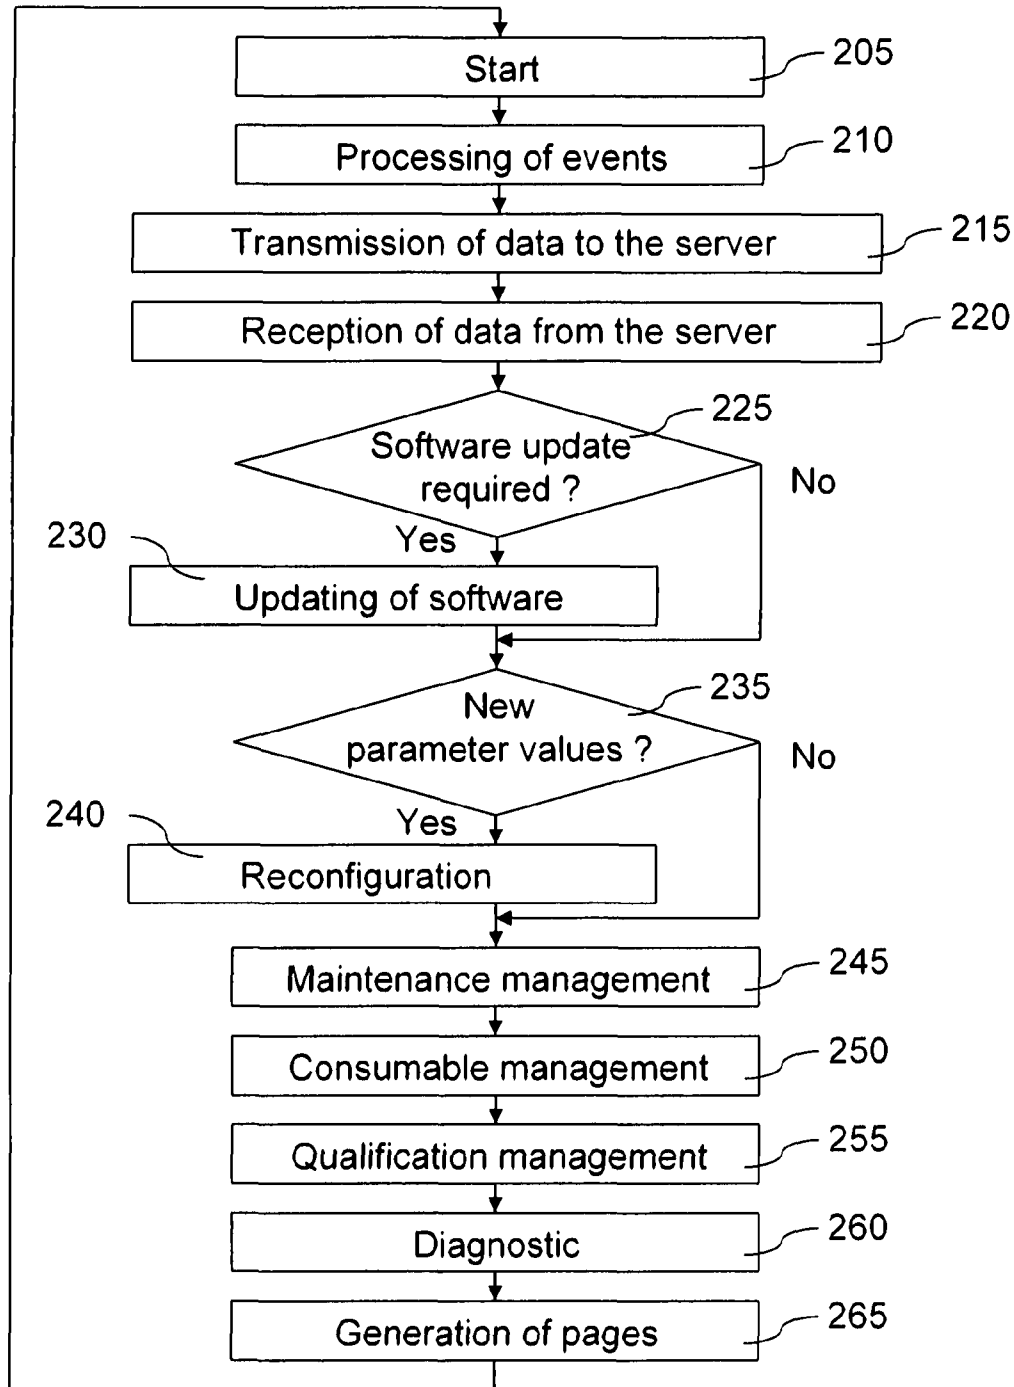 Start
205
Processing of events
210
Transmission of data to the server
215
Reception of data from the server
220
225
Software update
required ?
No
Yes
230
Updating of software
235
New
parameter values ?
No
Yes
240
Reconfiguration
Maintenance management
245
Consumable management
250
Qualification management
255
Diagnostic
260
Generation of pages
265